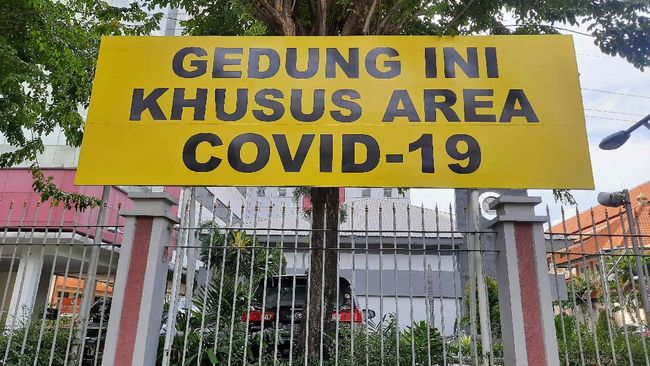 GEDUNG INI
KHUSUS AREA
COVID-19